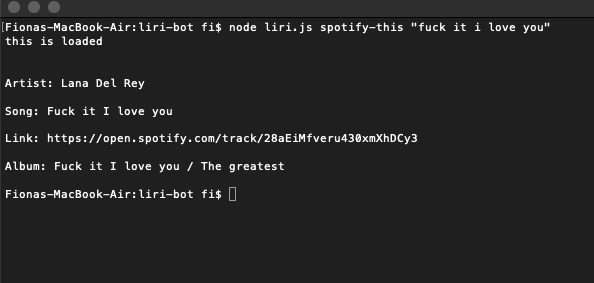 [Fionas-MacBook-Air:liri-bot fi$ node liri.js spotify-this "fuck it i love you"
this is loaded
Artist: Lana Del Rey
Song: Fuck it I love you
Link: https://open.spotify.com/track/28aEiMfveru430xmXhDCy3
Album: Fuck it I love you / The greatest
Fionas-MacBook-Air:liri-bot fi$